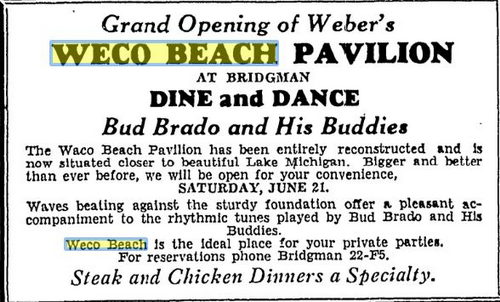 Grand Opening of Weber's
WECO BEACH PAVILION
AT BRIDGMAN
DINE and DANCE
Bud Brado and His Buddies
The Waco Beach Pavilion has been entirely reconstructed and is
now situated closer to beautiful Lake Michigan. Bigger and better
than ever before, we will be open for your convenience,
SATURDAY, JUNE 21.
Waves beating against the sturdy foundation offer a pleasant ac-
companiment to the rhythmic tunes played by Bud Brado and His
Buddies.
Weco Beach is the ideal place for your private parties.
For reservations phone Bridgman 22-F5.
Steak and Chicken Dinners a Specialty.